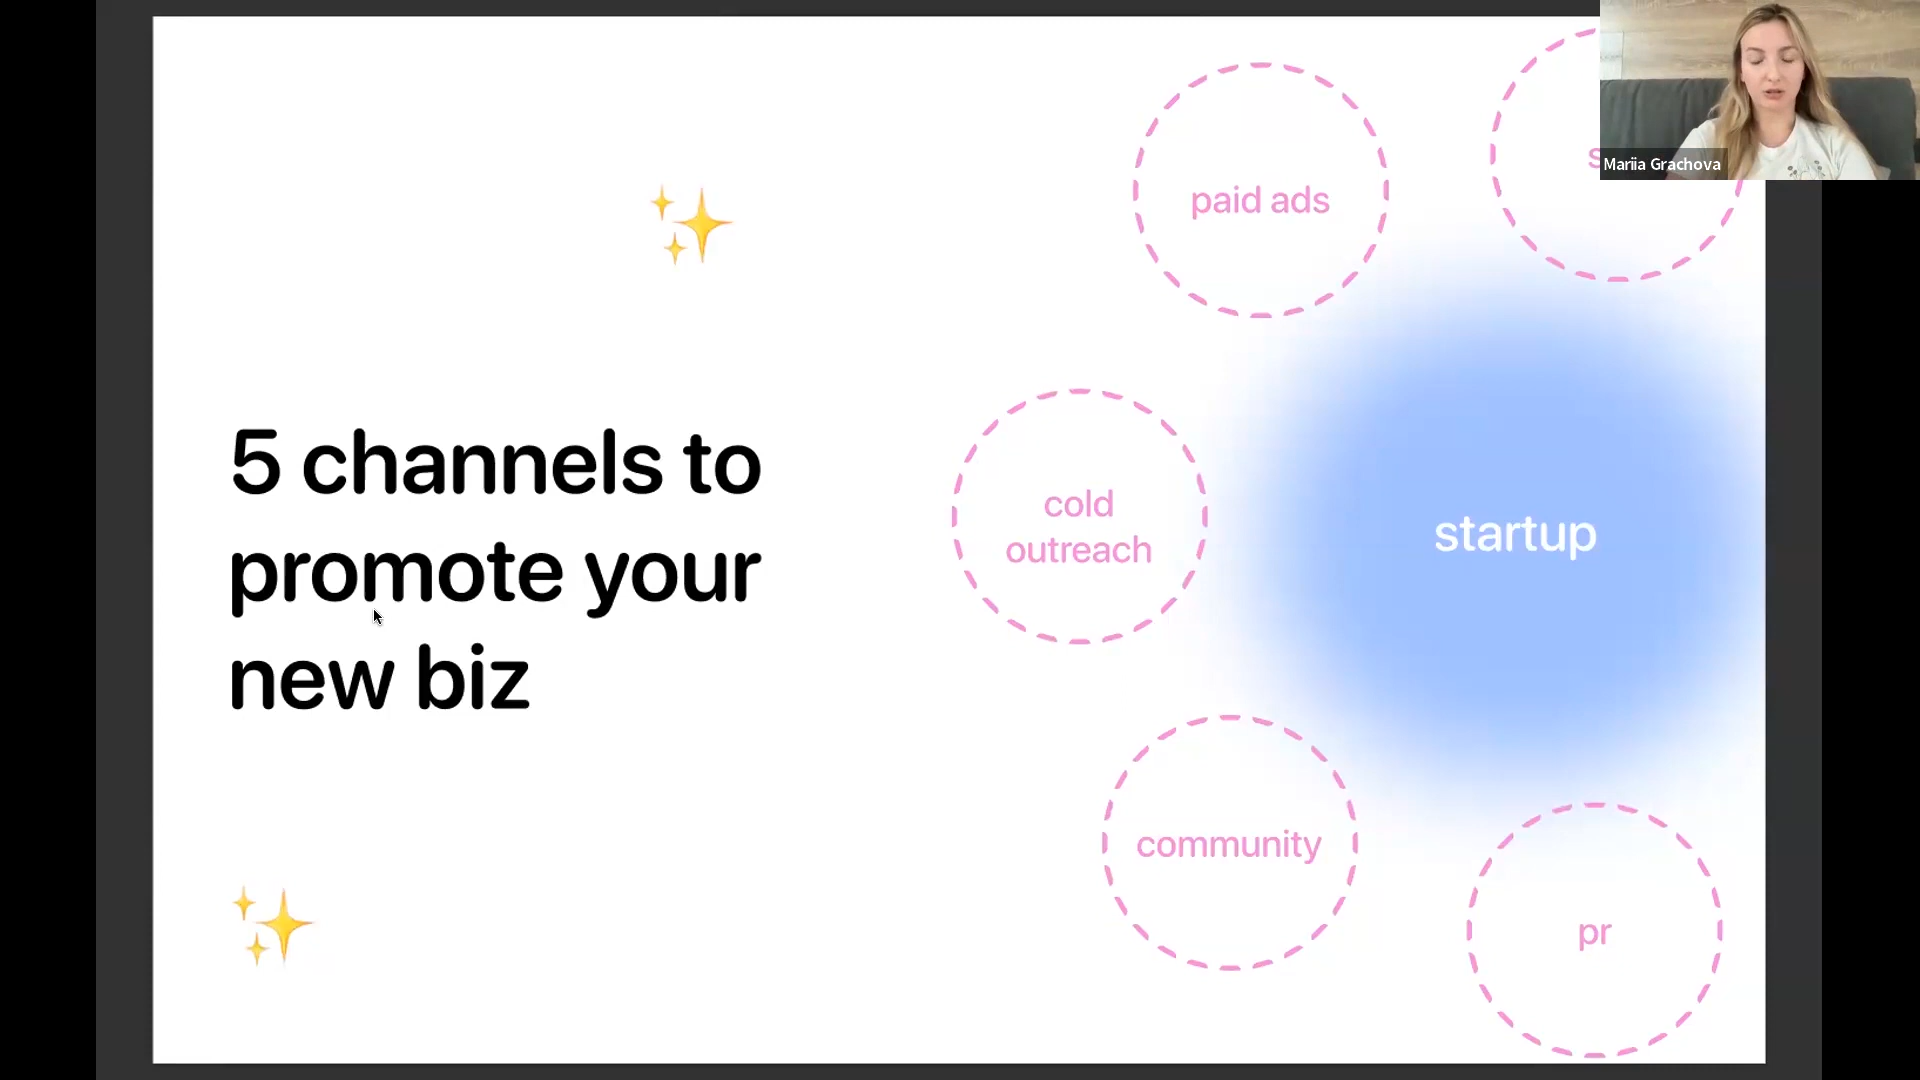 5 channels to
promote your
new biz
paid ads
cold
outreach
startup
community
pr
Mariia Grachova